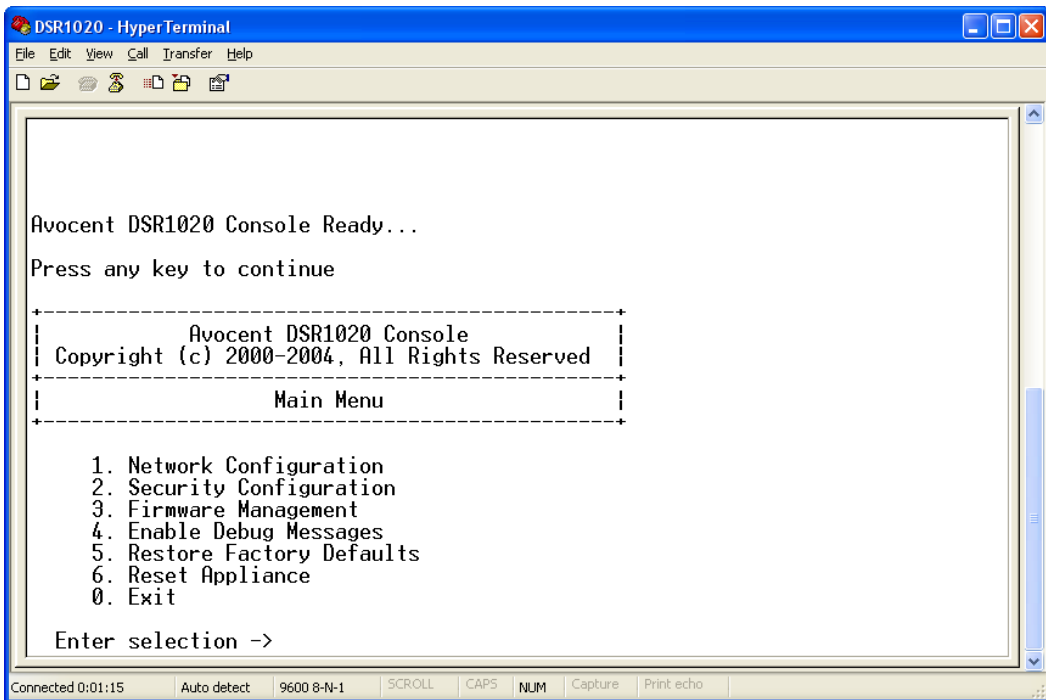 DSR1020 - HyperTerminal
File Edit View Call Transfer Help
Avocent DSR1020 Console Ready...
Press any key to continue
Avocent DSR1020 Console
Copyright (c) 2000-2004, All Rights Reserved
Main Menu
1. Network Configuration
2. Security Configuration
3. Firmware Management
4. Enable Debug Messages
5. Restore Factory Defaults
6. Reset Appliance
0. Exit
Enter selection ->
Connected 0:01:15 Auto detect 9600 8-N-1 SCROLL CAPS NUM Capture Print echo